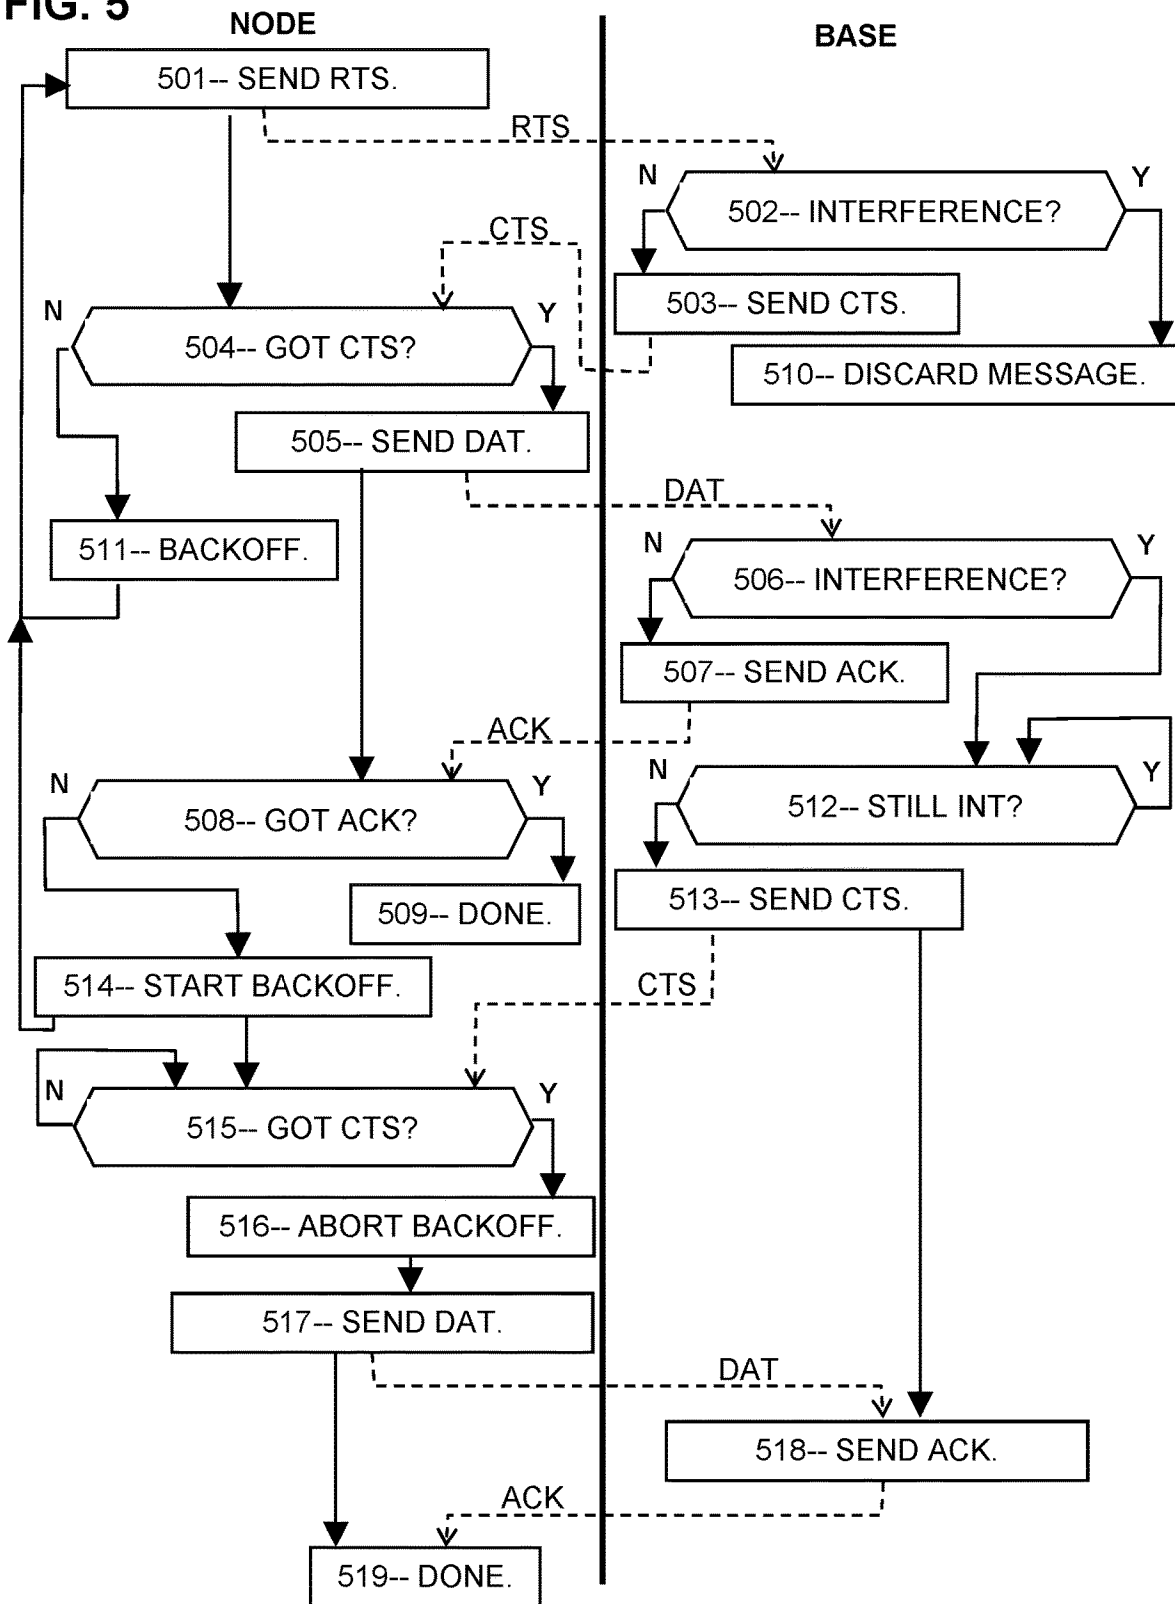 FIG. 5
NODE
BASE
501-- SEND RTS.
RTS
N
Y
502-- INTERFERENCE?
CTS
503-- SEND CTS.
N
Y
504-- GOT CTS?
510-- DISCARD MESSAGE.
505-- SEND DAT.
DAT
511-- BACKOFF.
N
Y
506-- INTERFERENCE?
507-- SEND ACK.
ACK
N
Y
508-- GOT ACK?
N
Y
512-- STILL INT?
509-- DONE.
513-- SEND CTS.
514-- START BACKOFF.
CTS
N
Y
515-- GOT CTS?
516-- ABORT BACKOFF.
517-- SEND DAT.
DAT
518-- SEND ACK.
ACK
519-- DONE.